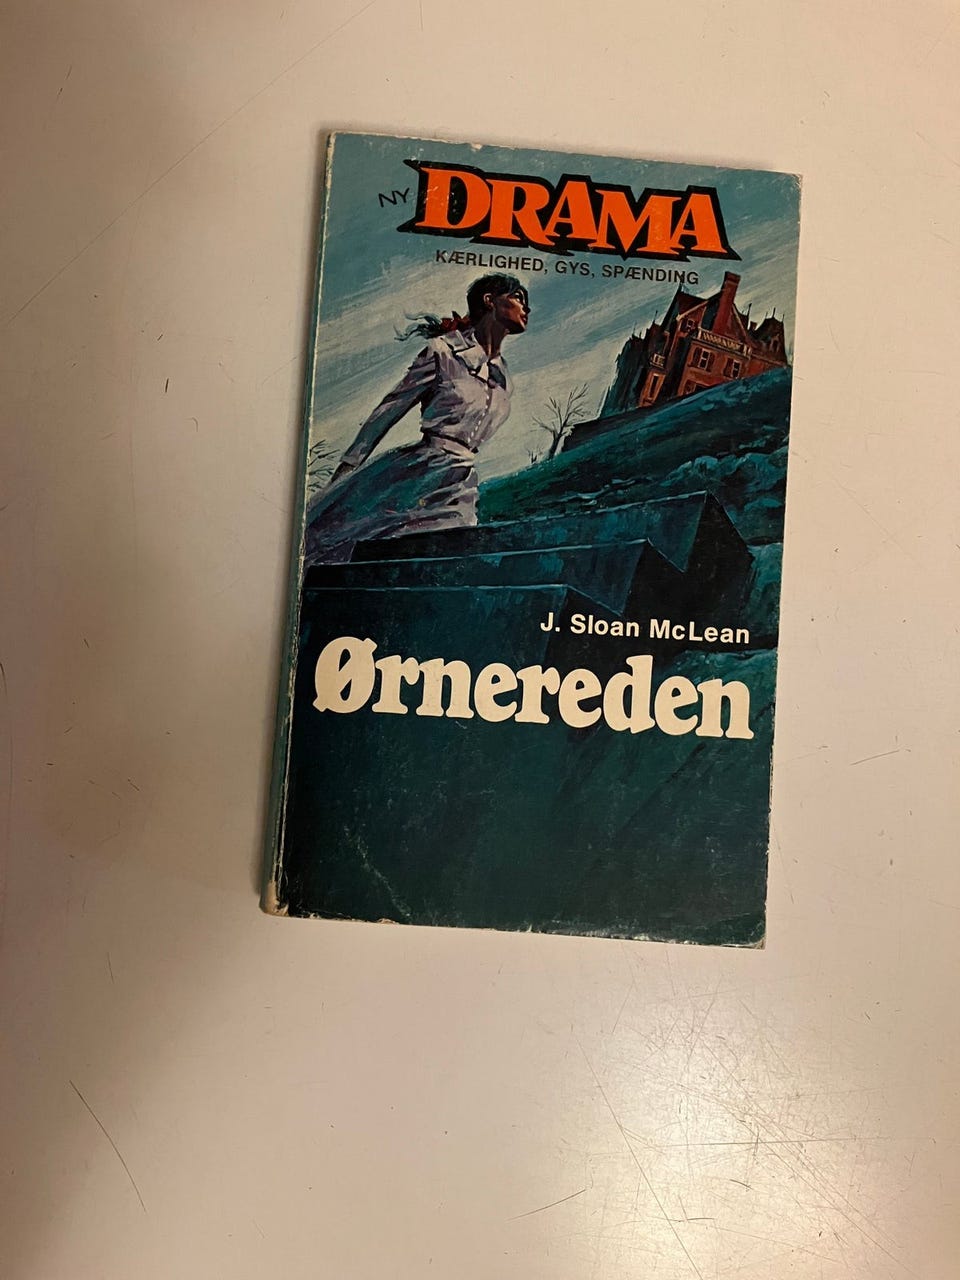 NY DRAMA
KÆRLIGHED, GYS, SPÆNDING
J. Sloan McLean
Ørnereden